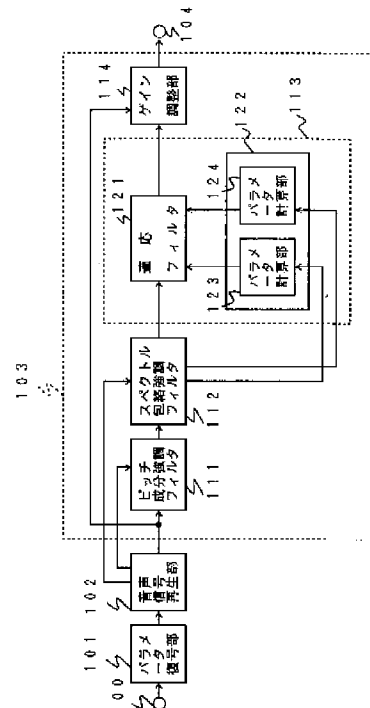 103
00
101
パラメ
ータ
復号部
102
音声
信号
再生部
ピッチ
成分強調
フィルタ
111
スペクトル
包絡強調
フィルタ
112
適応
フィルタ
121
ゲイン
調整部
114
104
パラメ
ータ
計算部
123
パラメ
ータ
計算部
124
122
113